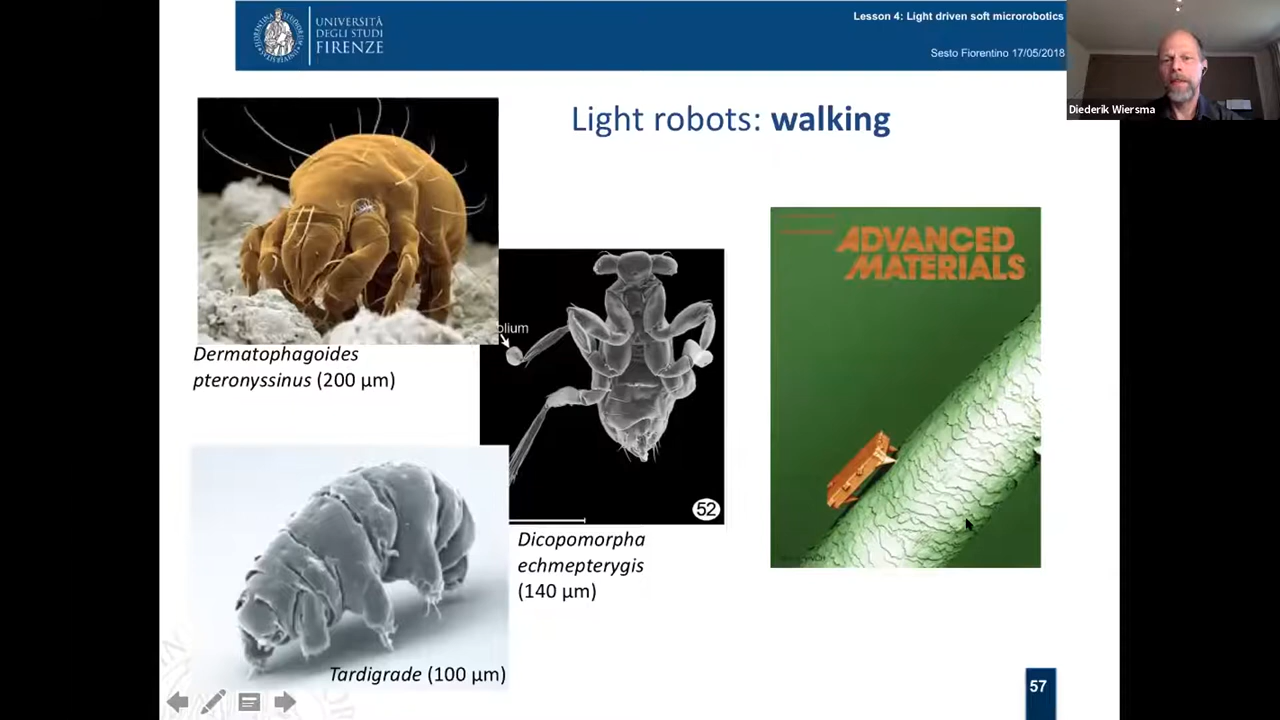 UNIVERSITÀ
DEGLI STUDI
FIRENZE
Lesson 4: Light driven soft microrobotics
Sesto Fiorentino 17/05/2018
Diederik Wiersma
Light robots: walking
ADVANCED
MATERIALS
olium
Dermatophagoides
pteronyssinus (200 µm)
52
Dicopomorpha
echmepterygis
(140 µm)
Tardigrade (100 µm)
57